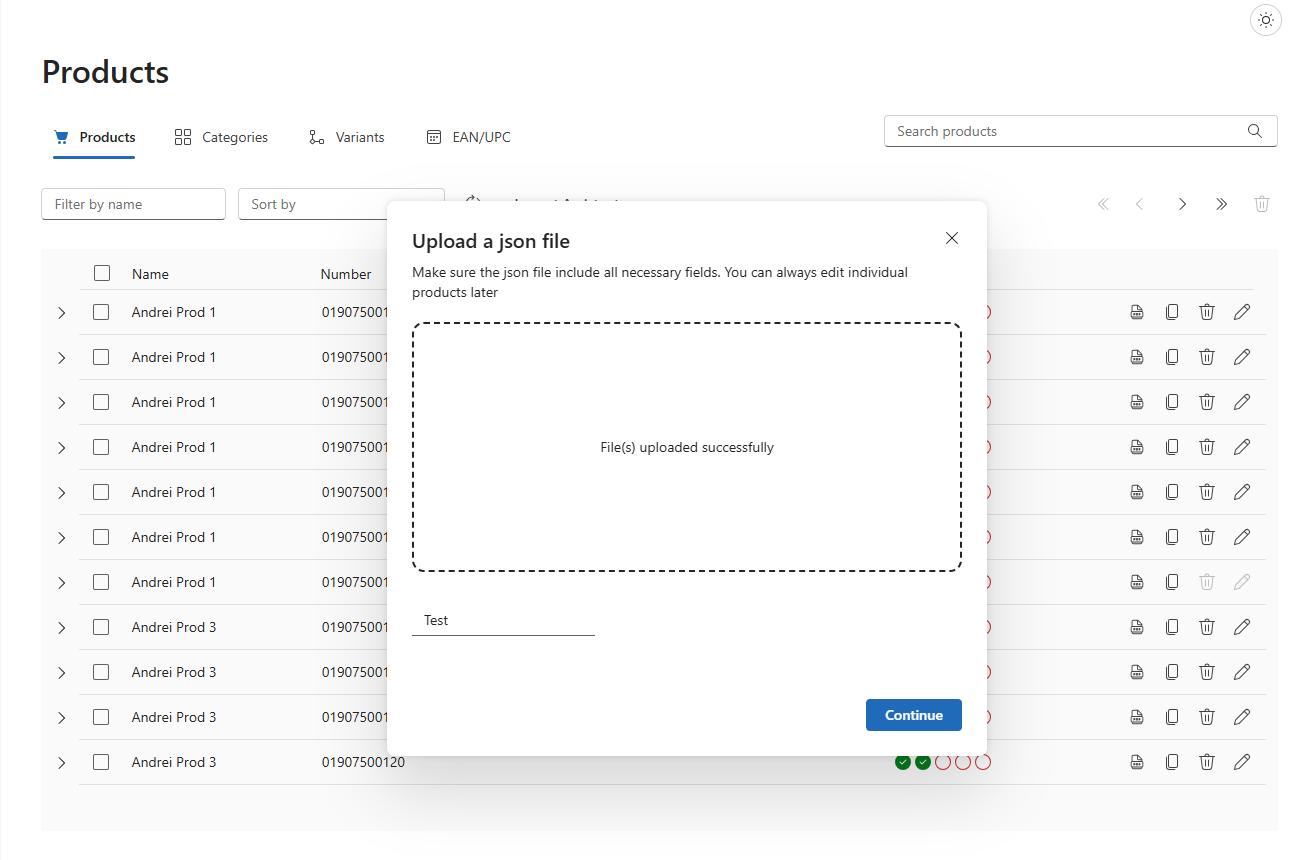 Products
Products Categories Variants EAN/UPC
Search products
Filter by name
Sort by
Upload a json file
Make sure the json file include all necessary fields. You can always edit individual
products later
Name Number
Andrei Prod 1 019075001
Andrei Prod 1 019075001
Andrei Prod 1 019075001
Andrei Prod 1 019075001
File(s) uploaded successfully
Andrei Prod 1 019075001
Andrei Prod 1 019075001
Andrei Prod 1 019075001
Andrei Prod 3 019075001
Test
Andrei Prod 3 019075001
Andrei Prod 3 019075001
Continue
Andrei Prod 3 01907500120